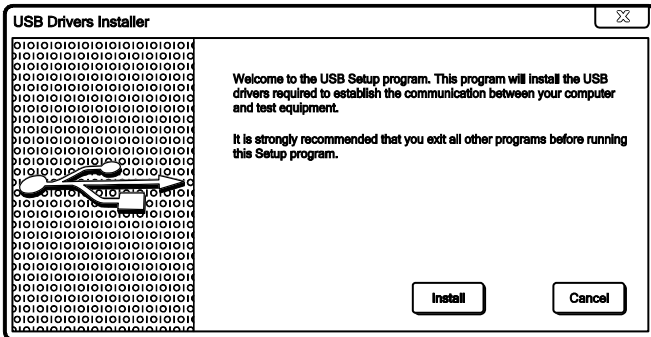 USB Drivers Installer
Welcome to the USB Setup program. This program will install the USB
drivers required to establish the communication between your computer
and test equipment.
It is strongly recommended that you exit all other programs before running
this Setup program.
Install
Cancel